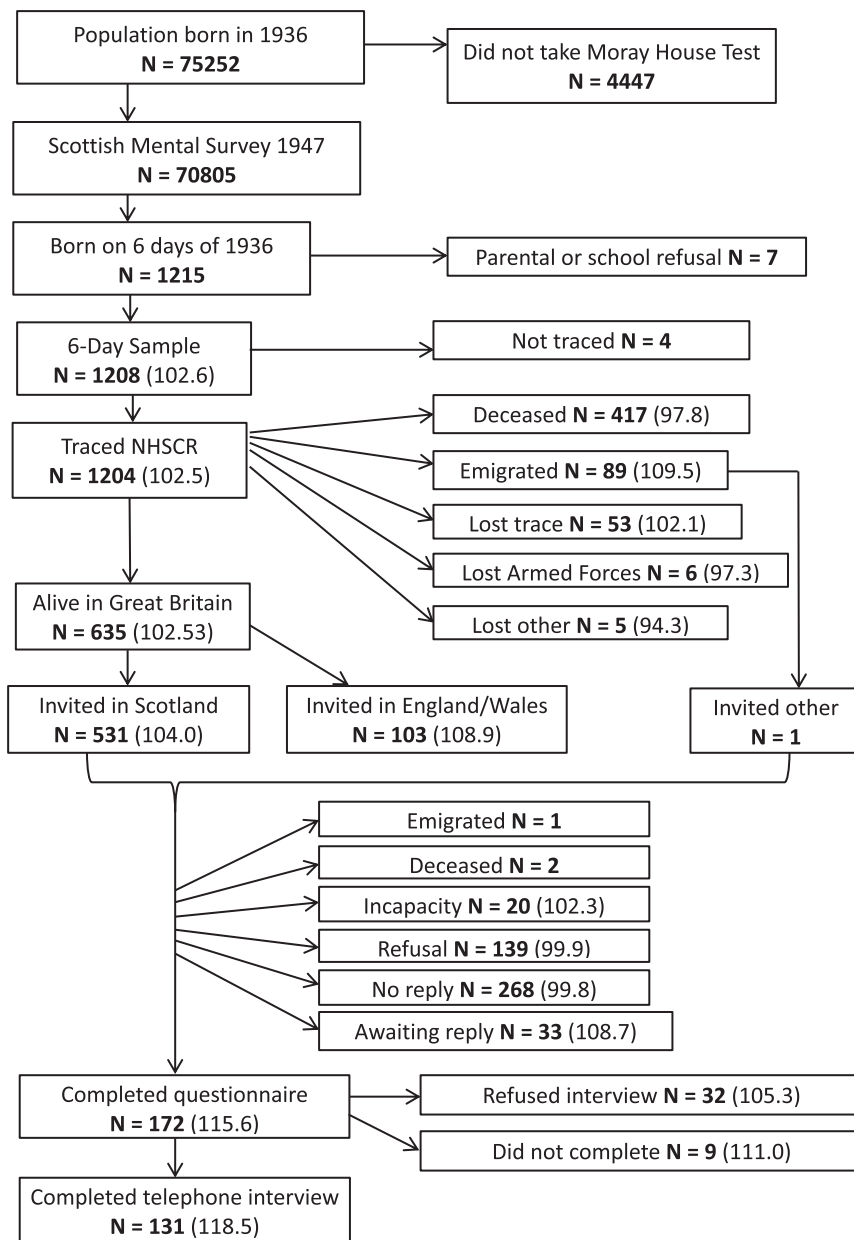 Population born in 1936
N = 75252
Did not take Moray House Test
N = 4447
Scottish Mental Survey 1947
N = 70805
Born on 6 days of 1936
N = 1215
Parental or school refusal N = 7
6-Day Sample
N = 1208 (102.6)
Not traced N = 4
Traced NHSCR
N = 1204 (102.5)
Deceased N = 417 (97.8)
Emigrated N = 89 (109.5)
Lost trace N = 53 (102.1)
Lost Armed Forces N = 6 (97.3)
Lost other N = 5 (94.3)
Alive in Great Britain
N = 635 (102.53)
Invited in Scotland
N = 531 (104.0)
Invited in England/Wales
N = 103 (108.9)
Invited other
N = 1
Emigrated N = 1
Deceased N = 2
Incapacity N = 20 (102.3)
Refusal N = 139 (99.9)
No reply N = 268 (99.8)
Awaiting reply N = 33 (108.7)
Completed questionnaire
N = 172 (115.6)
Refused interview N = 32 (105.3)
Did not complete N = 9 (111.0)
Completed telephone interview
N = 131 (118.5)